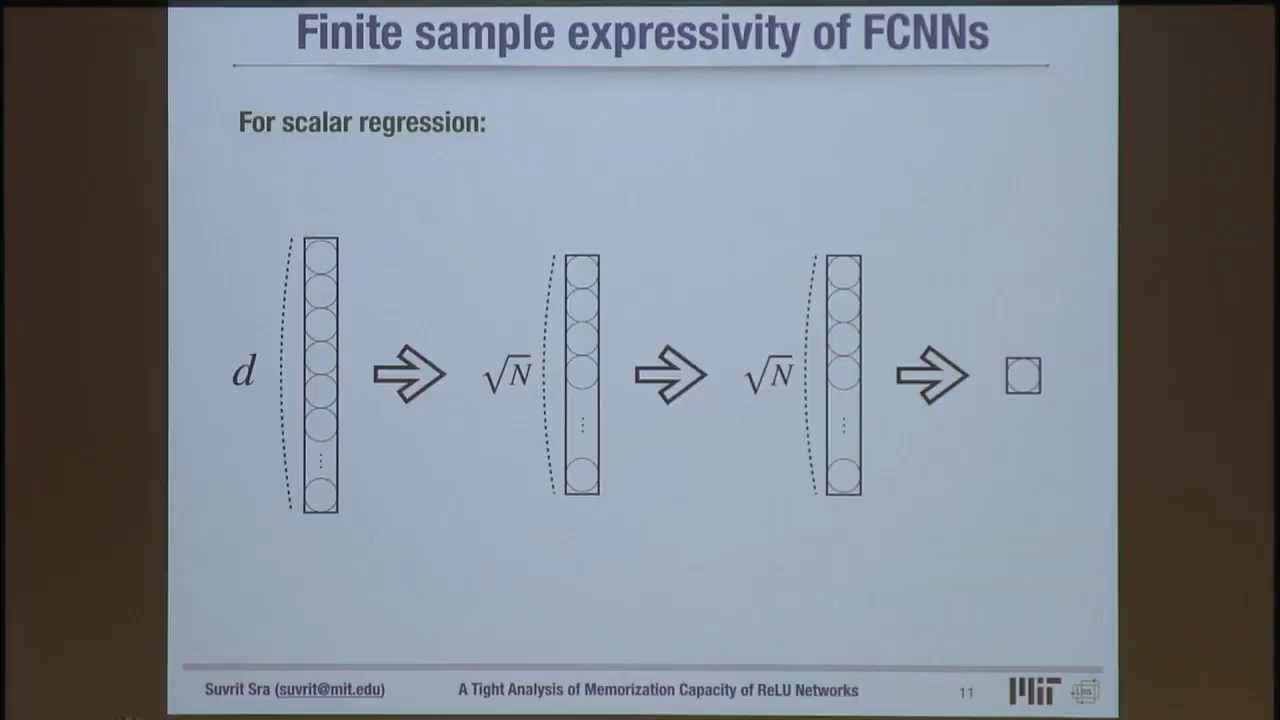 Finite sample expressivity of FCNNs
For scalar regression:
d
√N
√N
Suvrit Sra (suvrit@mit.edu)
A Tight Analysis of Memorization Capacity of ReLU Networks
11
MIT